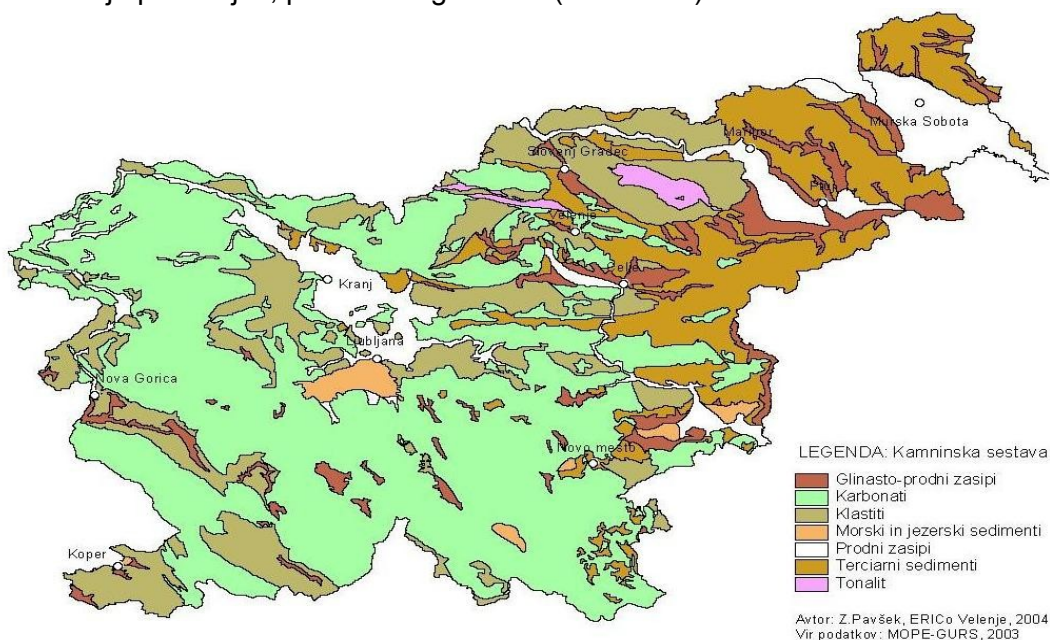 Murska Sobota
Maribor
Slovenj Gradec
Ptuj
Velenje
Celje
Kranj
Ljubljana
Nova Gorica
Novo mesto
Koper
LEGENDA: Kamninska sestava
Glinasto-prodni zasipi
Karbonati
Klastiti
Morski in jezerski sedimenti
Prodni zasipi
Terciarni sedimenti
Tonalit
Avtor: Z.Pavšek, ERICo Velenje, 2004
Vir podatkov: MOPE-GURS, 2003